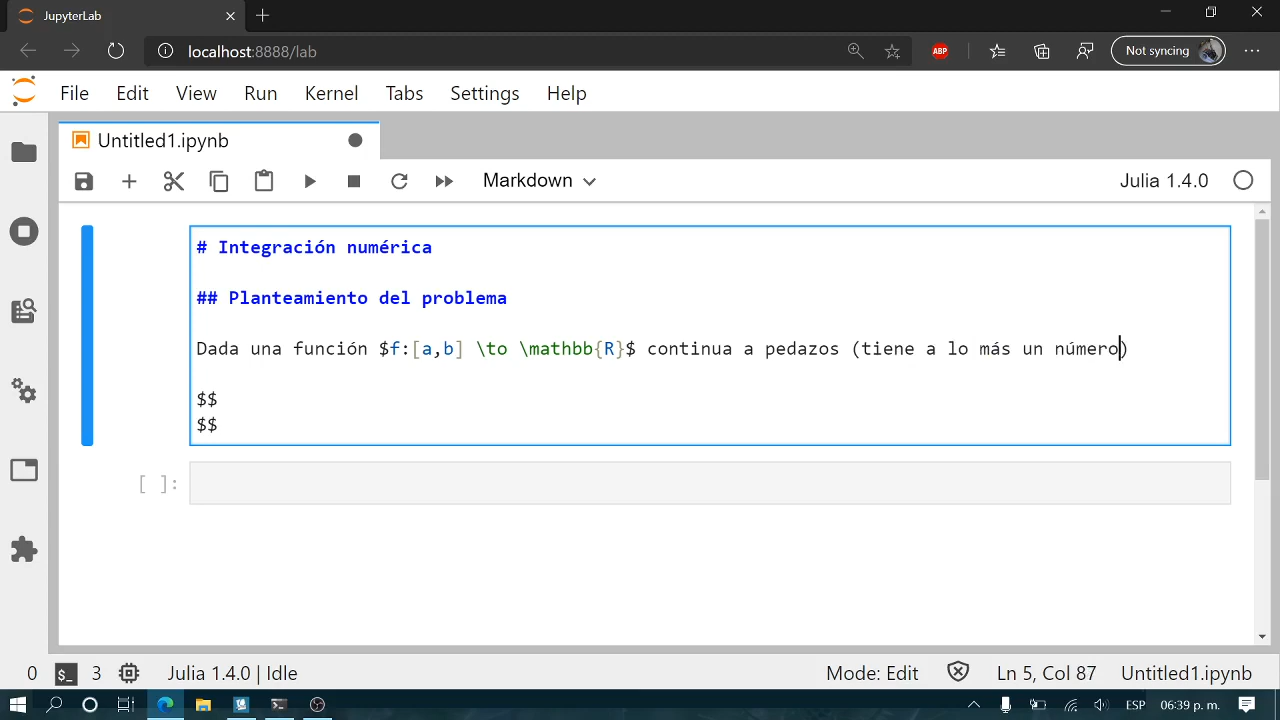 JupyterLab
localhost:8888/lab
ABP
Not syncing
File Edit View Run Kernel Tabs Settings Help
Untitled1.ipynb
Markdown
Julia 1.4.0
# Integración numérica
## Planteamiento del problema
Dada una función $f:[a,b] \to \mathbb{R}$ continua a pedazos (tiene a lo más un número)
$$
$$
[ ]:
0 $_ 3 Julia 1.4.0 | Idle Mode: Edit Ln 5, Col 87 Untitled1.ipynb
ESP 06:39 p. m.